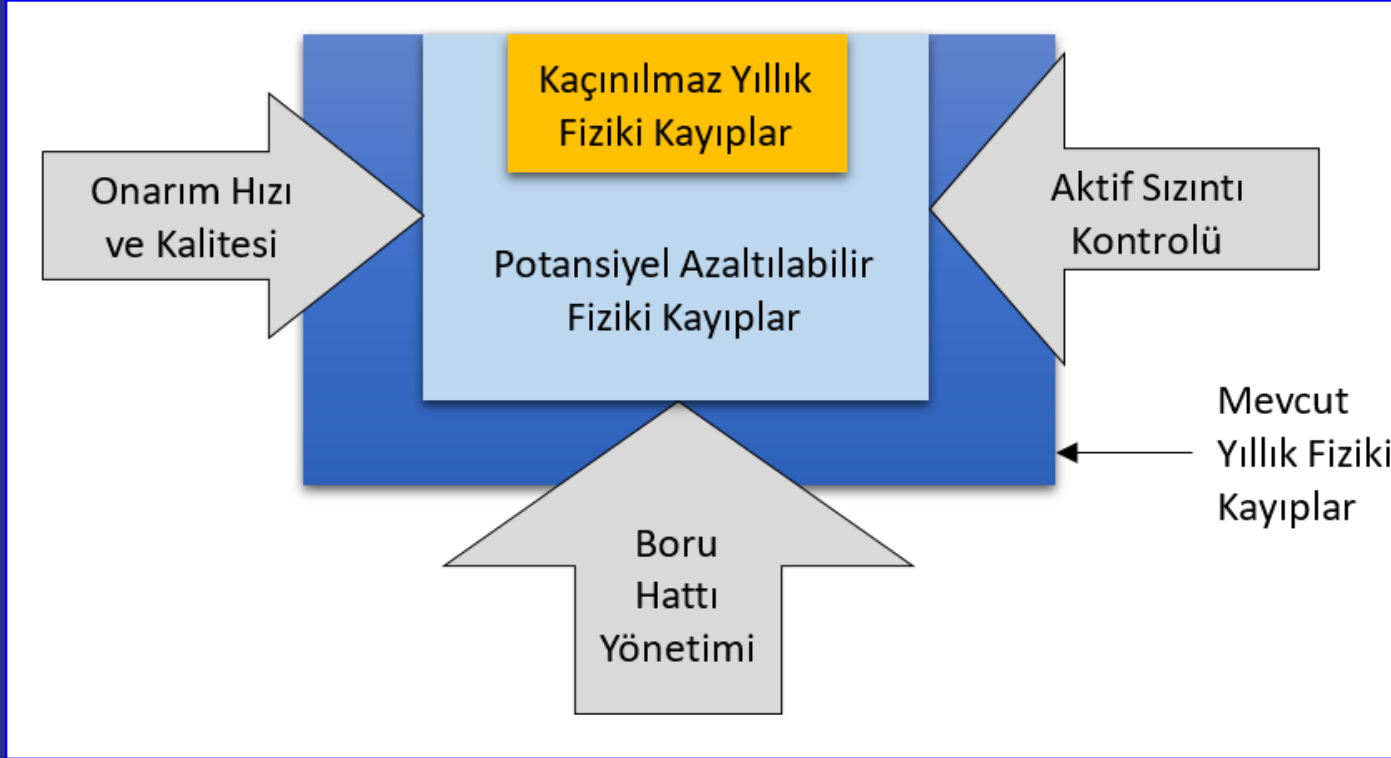 Kaçınılmaz Yıllık
Fiziki Kayıplar
Onarım Hızı
ve Kalitesi
Aktif Sızıntı
Kontrolü
Potansiyel Azaltılabilir
Fiziki Kayıplar
Mevcut
Yıllık Fiziki
Kayıplar
Boru
Hattı
Yönetimi